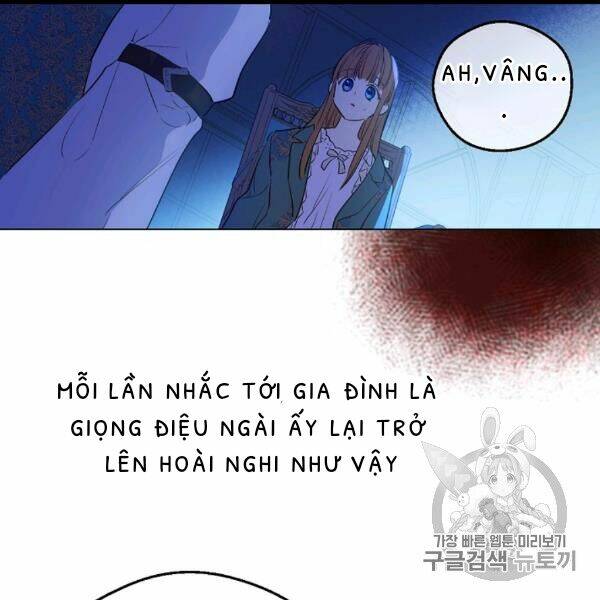 AH,VÂNG..
.
MỖI LẦN NHẮC TỚI GIA ĐÌNH LÀ
GIỌNG ĐIỆU NGÀI ẤY LẠI TRỞ
LÊN HOÀI NGHI NHƯ VẬY
가장 빠른 웹툰 미리보기
구글검색 뉴토끼